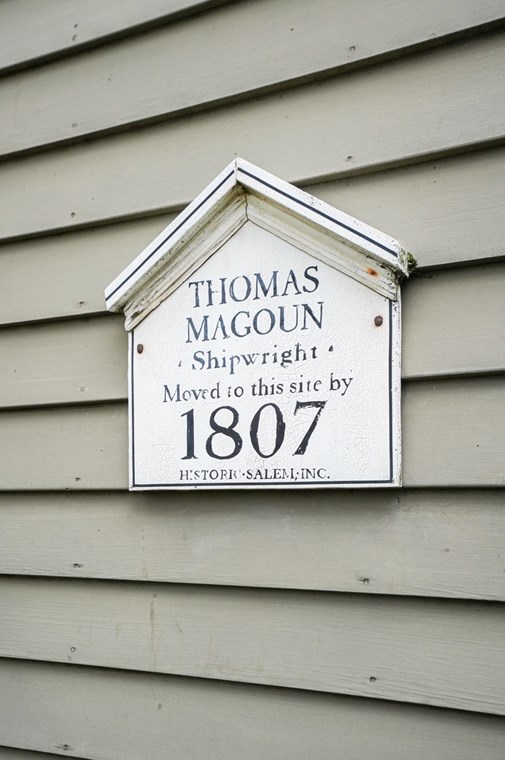 THOMAS
MAGOUN
· Shipwright ·
Moved to this site by
1807
HISTORIC·SALEM, INC.